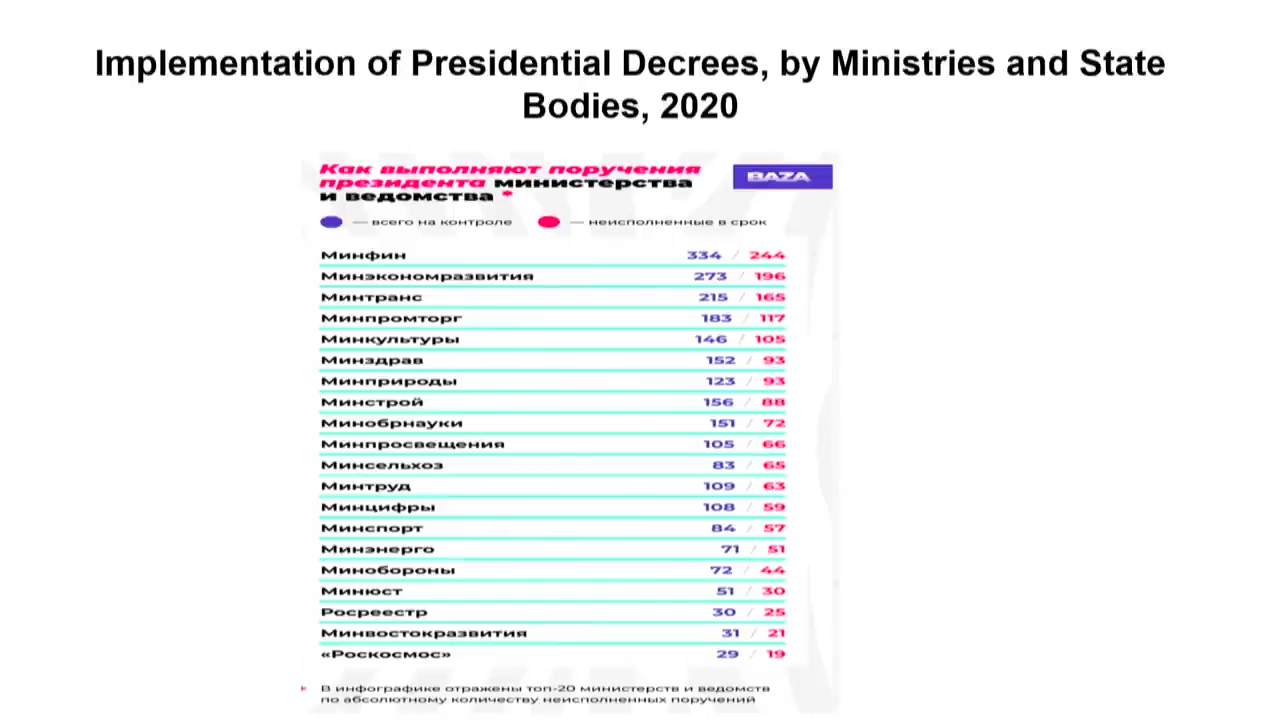 Implementation of Presidential Decrees, by Ministries and State
Bodies, 2020
Как выполняют поручения
президента министерства
и ведомства *
BAZA
— всего на контроле — неисполненные в срок
Минфин 334 / 244
Минэкономразвития 273 / 196
Минтранс 215 / 165
Минпромторг 183 / 117
Минкультуры 146 / 105
Минздрав 152 / 93
Минприроды 123 / 93
Минстрой 156 / 88
Минобрнауки 151 / 72
Минпросвещения 105 / 66
Минсельхоз 83 / 65
Минтруд 109 / 63
Минцифры 108 / 59
Минспорт 84 / 57
Минэнерго 71 / 51
Минобороны 72 / 44
Минюст 51 / 30
Росреестр 30 / 25
Минвостокразвития 31 / 21
«Роскосмос» 29 / 19
* В инфографике отражены топ-20 министерств и ведомств
по абсолютному количеству неисполненных поручений